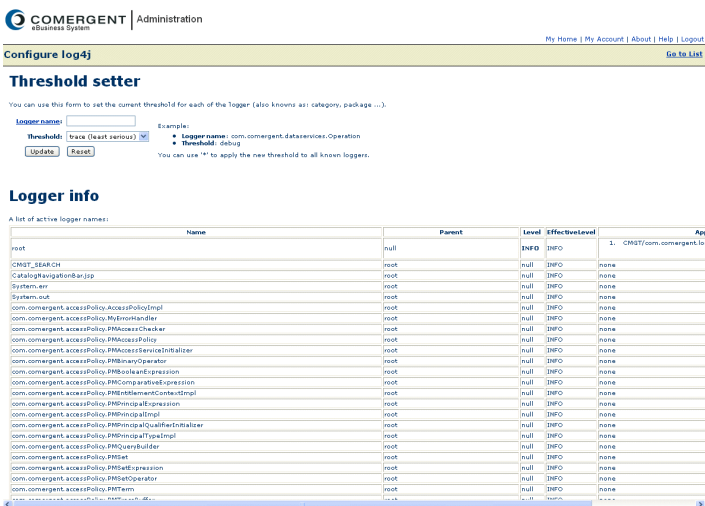 COMERGENT
eBusiness System
Administration
My Home | My Account | About | Help | Logout
Configure log4j
Go to List
Threshold setter
You can use this form to set the current threshold for each of the logger (also knowns as: category, package ...).
Logger name:
Threshold: trace (least serious)
Update Reset
Example:
Logger name: com.comergent.dataservices.Operation
Threshold: debug
You can use '*' to apply the new threshold to all known loggers.
Logger info
A list of active logger names:
Name Parent Level EffectiveLevel App
root null INFO INFO 1. CMGT/com.comergent.lo
CMGT_SEARCH root null INFO none
CatalogNavigationBar.jsp root null INFO none
System.err root null INFO none
System.out root null INFO none
com.comergent.accessPolicy.AccessPolicyImpl root null INFO none
com.comergent.accessPolicy.MyErrorHandler root null INFO none
com.comergent.accessPolicy.PMAccessChecker root null INFO none
com.comergent.accessPolicy.PMAccessPolicy root null INFO none
com.comergent.accessPolicy.PMAccessServiceInitializer root null INFO none
com.comergent.accessPolicy.PMBinaryOperator root null INFO none
com.comergent.accessPolicy.PMBooleanExpression root null INFO none
com.comergent.accessPolicy.PMComparativeExpression root null INFO none
com.comergent.accessPolicy.PMEntitlementContextImpl root null INFO none
com.comergent.accessPolicy.PMPrincipalExpression root null INFO none
com.comergent.accessPolicy.PMPrincipalImpl root null INFO none
com.comergent.accessPolicy.PMPrincipalQualifierInitializer root null INFO none
com.comergent.accessPolicy.PMPrincipalTypeImpl root null INFO none
com.comergent.accessPolicy.PMQueryBuilder root null INFO none
com.comergent.accessPolicy.PMSet root null INFO none
com.comergent.accessPolicy.PMSetExpression root null INFO none
com.comergent.accessPolicy.PMSetOperator root null INFO none
com.comergent.accessPolicy.PMTerm root null INFO none
com.comergent.accessPolicy.PMTraceBuffer root null INFO none